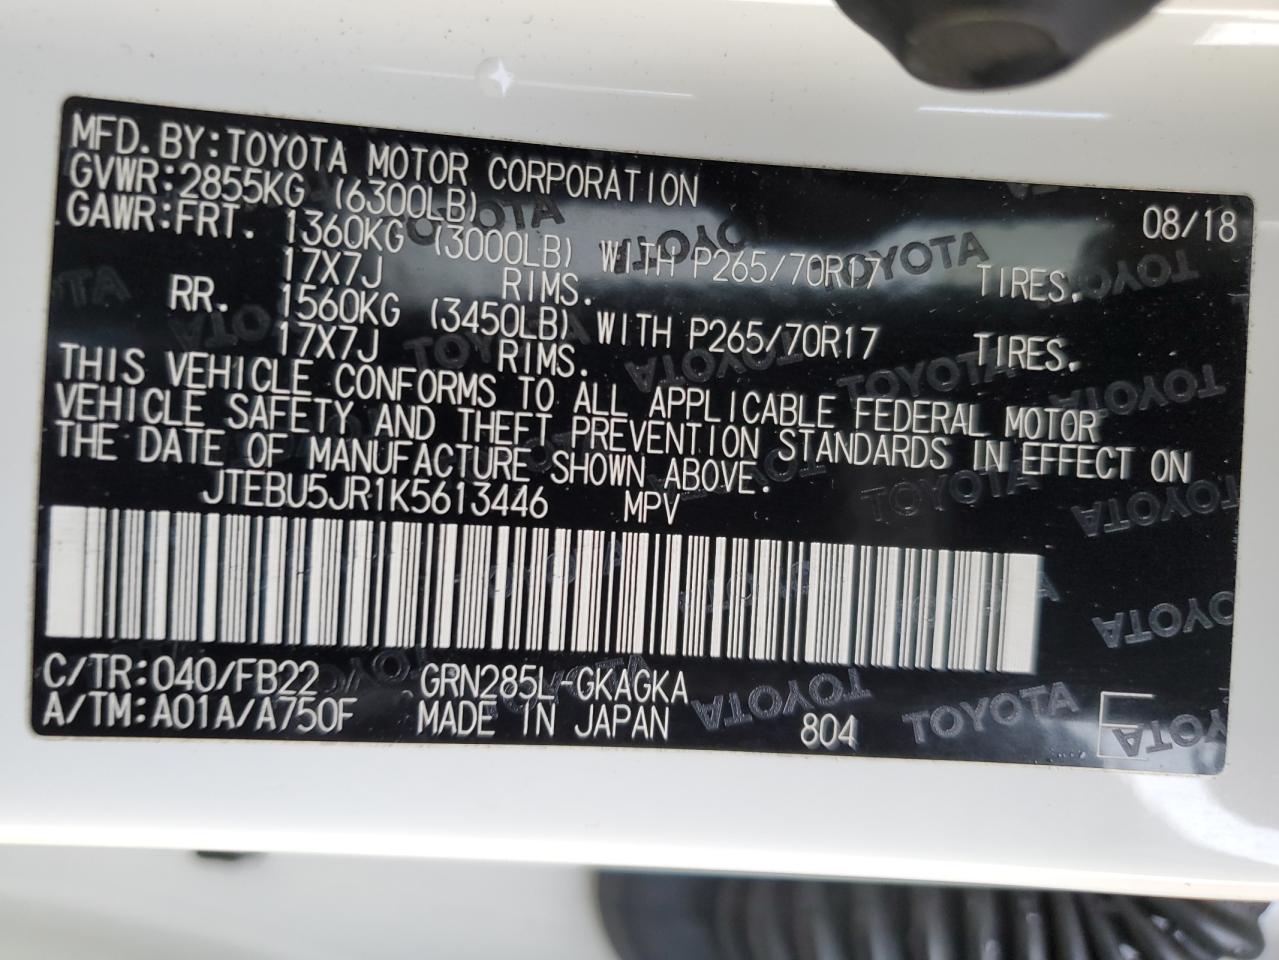 MFD. BY:TOYOTA MOTOR CORPORATION 08/18
GVWR:2855KG (6300LB)
GAWR:FRT. 1360KG (3000LB) WITH P265/70R17 TIRES.
17X7J RIMS.
RR. 1560KG (3450LB) WITH P265/70R17 TIRES.
17X7J RIMS.
THIS VEHICLE CONFORMS TO ALL APPLICABLE FEDERAL MOTOR
VEHICLE SAFETY AND THEFT PREVENTION STANDARDS IN EFFECT ON
THE DATE OF MANUFACTURE SHOWN ABOVE.
JTEBU5JR1K5613446 MPV
C/TR:040/FB22 GRN285L-GKAGKA
A/TM:A01A/A750F MADE IN JAPAN 804 E